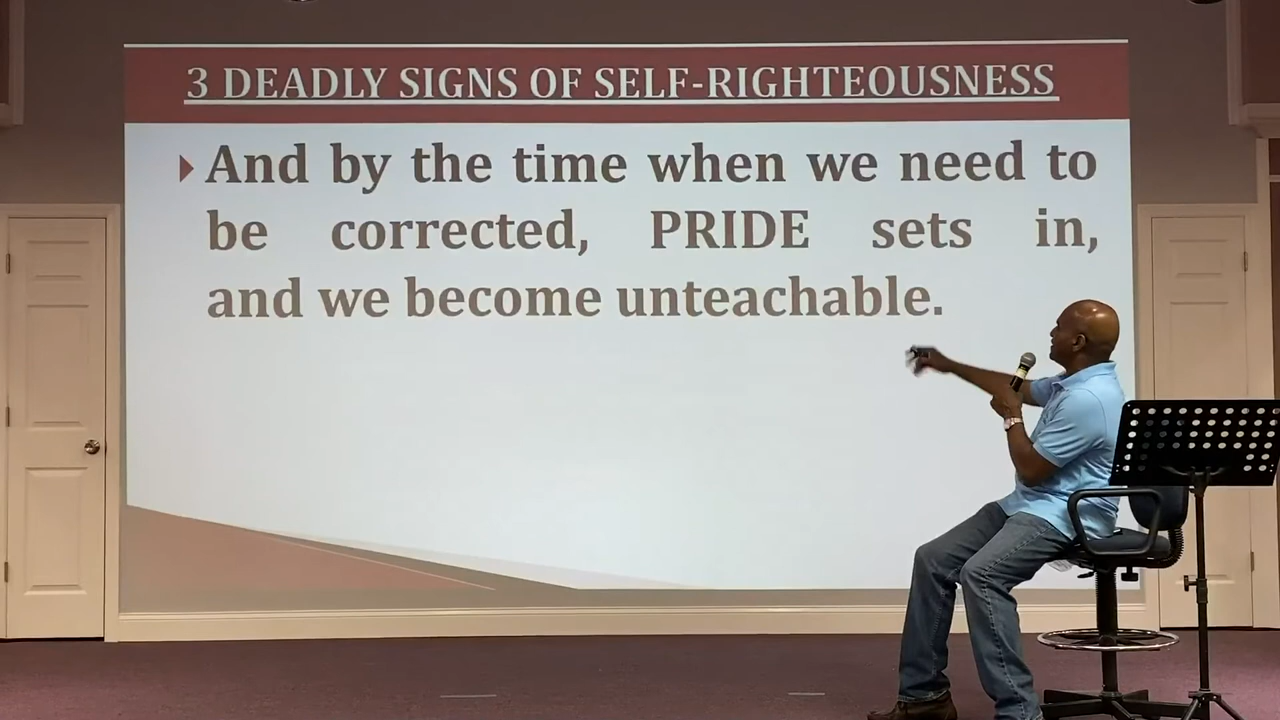 3 DEADLY SIGNS OF SELF-RIGHTEOUSNESS
And by the time when we need to
be corrected, PRIDE sets in,
and we become unteachable.